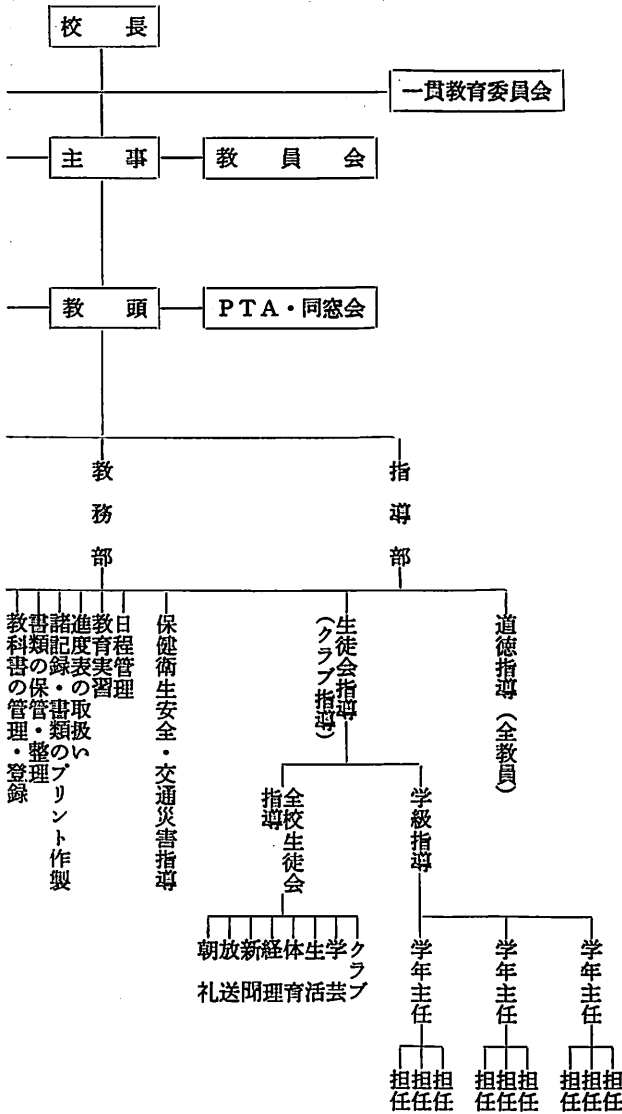 校長
一貫教育委員会
主事
教員会
教頭
PTA・同窓会
指導部
教務部
道徳指導(全教員)
生徒会指導
(クラブ指導)
保健衛生安全・交通災害指導
日程管理
教育実習
進度表の取扱い
諸記録・書類のプリント作製
書類の保管・整理
教科書の管理・登録
学級指導
全校生徒会
指導
クラブ
学芸
生活
体育
経理
新聞
放送
朝礼
学年主任
学年主任
学年主任
担任
担任
担任
担任
担任
担任
担任
担任
担任